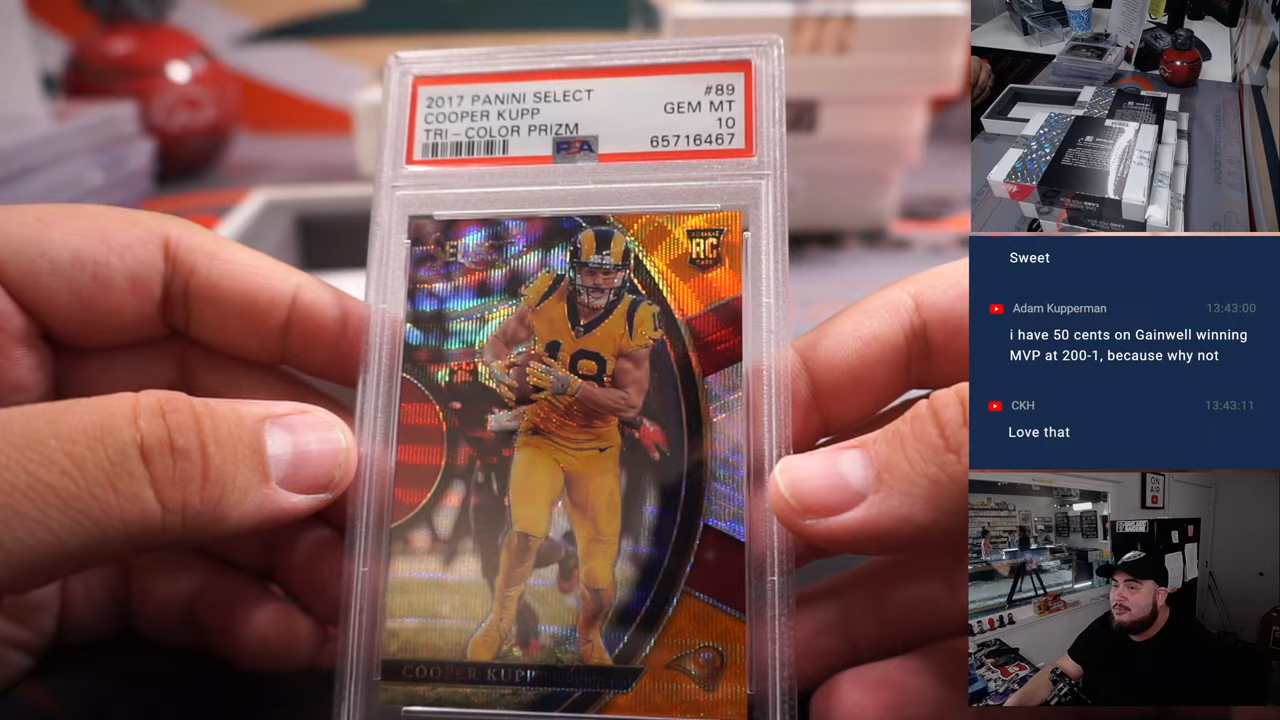 2017 PANINI SELECT #89
COOPER KUPP GEM MT
TRI-COLOR PRIZM 10
PSA 65716467
RC
18
COOPER KUPP
Sweet
Adam Kupperman 13:43:00
i have 50 cents on Gainwell winning
MVP at 200-1, because why not
CKH 13:43:11
Love that
ON
AIR